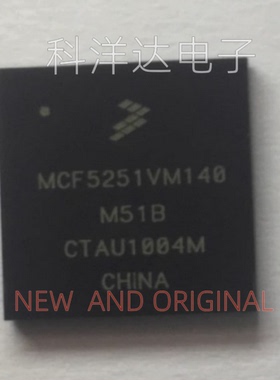 科洋达电子
MCF5251VM140
M51B
CTAU1004M
CHINA
NEW AND ORIGINAL